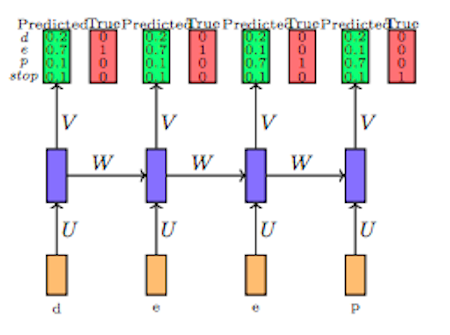 Predicted True Predicted True Predicted True Predicted True
d 0.2 0 0.2 0 0.2 0 0.2 0
e 0.7 1 0.7 1 0.1 0 0.1 0
p 0.1 0 0.1 0 0.7 1 0.7 0
stop 0.1 0 0.1 0 0.1 0 0.1 1
V V V V
W W W
U U U U
d e e p